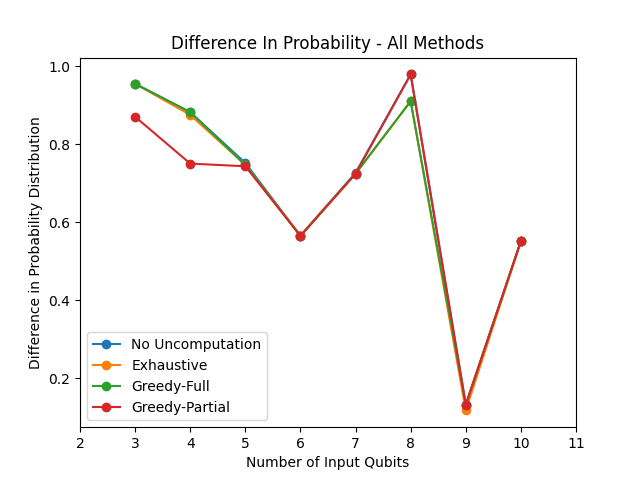 Difference In Probability - All Methods
Difference in Probability Distribution
1.0
0.8
0.6
0.4
0.2
No Uncomputation
Exhaustive
Greedy-Full
Greedy-Partial
2 3 4 5 6 7 8 9 10 11
Number of Input Qubits